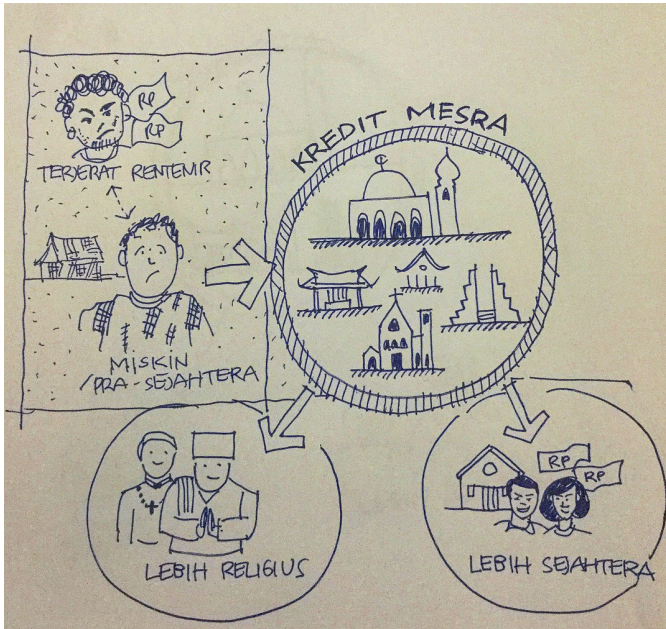 RP
RP
TERJERAT RENTENIR
MISKIN
/PRA-SEJAHTERA
KREDIT MESRA
LEBIH RELIGIUS
RP
RP
LEBIH SEJAHTERA